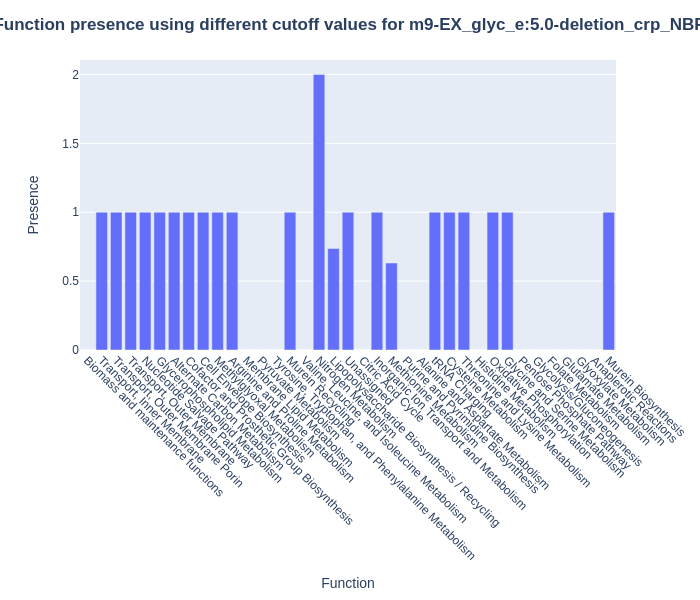 Function presence using different cutoff values for m9-EX_glyc_e:5.0-deletion_crp_NBR
Presence
2
1.5
1
0.5
0
Biomass and maintenance functions
Transport, Inner Membrane
Transport, Outer Membrane
Transport, Outer Membrane Porin
Nucleotide Salvage Pathway
Glycerophospholipid Metabolism
Alternate Carbon Metabolism
Cofactor and Prosthetic Group Biosynthesis
Cell Envelope Biosynthesis
Methylglyoxal Metabolism
Arginine and Proline Metabolism
Membrane Lipid Metabolism
Pyruvate Metabolism
Tyrosine, Tryptophan, and Phenylalanine Metabolism
Murein Recycling
Valine, Leucine, and Isoleucine Metabolism
Nitrogen Metabolism
Lipopolysaccharide Biosynthesis / Recycling
Unassigned
Citric Acid Cycle
Inorganic Ion Transport and Metabolism
Methionine Metabolism
Purine and Pyrimidine Biosynthesis
Alanine and Aspartate Metabolism
tRNA Charging
Cysteine Metabolism
Threonine and Lysine Metabolism
Histidine Metabolism
Oxidative Phosphorylation
Glycine and Serine Metabolism
Pentose Phosphate Pathway
Glycolysis/Gluconeogenesis
Folate Metabolism
Glutamate Metabolism
Glyoxylate Metabolism
Anaplerotic Reactions
Murein Biosynthesis
Function